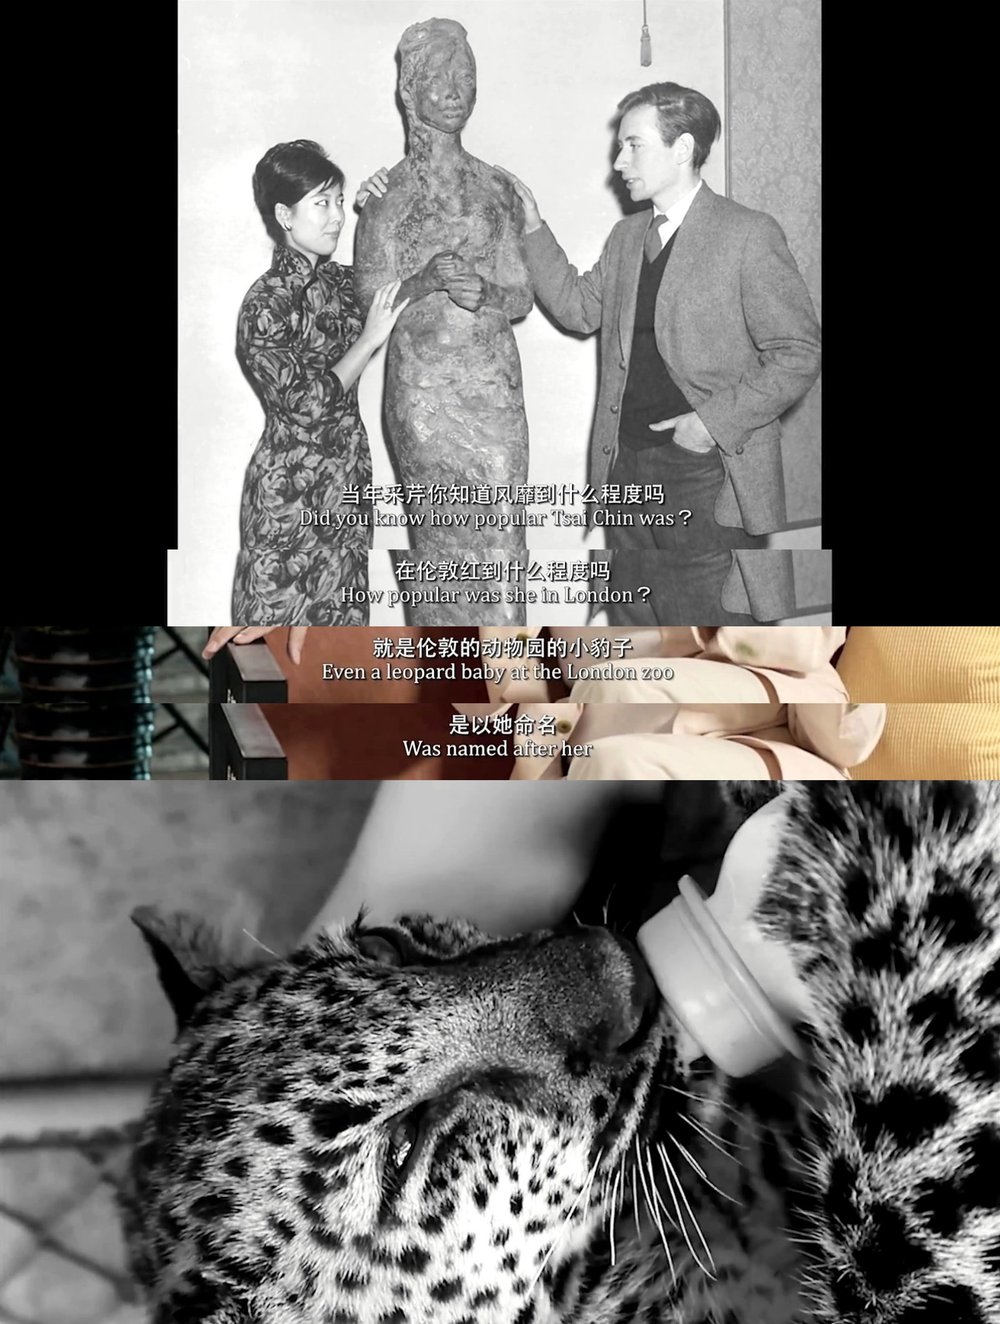 当年采芹你知道风靡到什么程度吗
Did you know how popular Tsai Chin was?
在伦敦红到什么程度吗
How popular was she in London?
就是伦敦的动物园的小豹子
Even a leopard baby at the London zoo
是以她命名
Was named after her